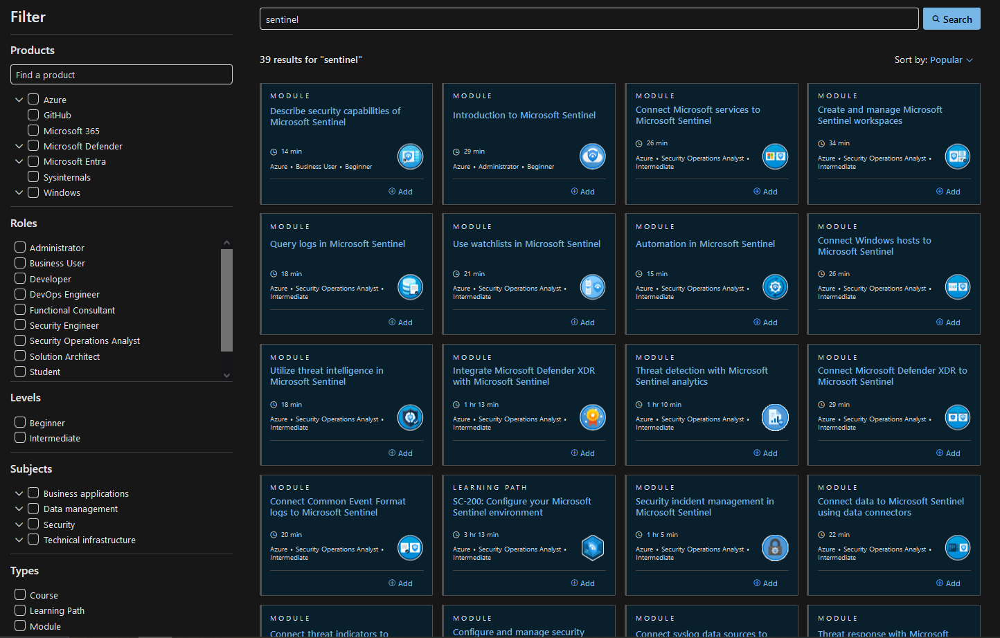 Filter
Products
Find a product
Azure
GitHub
Microsoft 365
Microsoft Defender
Microsoft Entra
Sysinternals
Windows
Roles
Administrator
Business User
Developer
DevOps Engineer
Functional Consultant
Security Engineer
Security Operations Analyst
Solution Architect
Student
Levels
Beginner
Intermediate
Subjects
Business applications
Data management
Security
Technical infrastructure
Types
Course
Learning Path
Module
sentinel
Search
39 results for "sentinel"
Sort by: Popular
MODULE
Describe security capabilities of
Microsoft Sentinel
14 min
Azure • Business User • Beginner
Add
MODULE
Introduction to Microsoft Sentinel
29 min
Azure • Administrator • Beginner
Add
MODULE
Connect Microsoft services to
Microsoft Sentinel
26 min
Azure • Security Operations Analyst •
Intermediate
Add
MODULE
Create and manage Microsoft
Sentinel workspaces
34 min
Azure • Security Operations Analyst •
Intermediate
Add
MODULE
Query logs in Microsoft Sentinel
18 min
Azure • Security Operations Analyst •
Intermediate
Add
MODULE
Use watchlists in Microsoft Sentinel
21 min
Azure • Security Operations Analyst •
Intermediate
Add
MODULE
Automation in Microsoft Sentinel
15 min
Azure • Security Operations Analyst •
Intermediate
Add
MODULE
Connect Windows hosts to
Microsoft Sentinel
26 min
Azure • Security Operations Analyst •
Intermediate
Add
MODULE
Utilize threat intelligence in
Microsoft Sentinel
18 min
Azure • Security Operations Analyst •
Intermediate
Add
MODULE
Integrate Microsoft Defender XDR
with Microsoft Sentinel
1 hr 13 min
Azure • Security Operations Analyst •
Intermediate
Add
MODULE
Threat detection with Microsoft
Sentinel analytics
1 hr 10 min
Azure • Security Operations Analyst •
Intermediate
Add
MODULE
Connect Microsoft Defender XDR to
Microsoft Sentinel
29 min
Azure • Security Operations Analyst •
Intermediate
Add
MODULE
Connect Common Event Format
logs to Microsoft Sentinel
20 min
Azure • Security Operations Analyst •
Intermediate
Add
LEARNING PATH
SC-200: Configure your Microsoft
Sentinel environment
3 hr 13 min
Azure • Security Operations Analyst •
Intermediate
Add
MODULE
Security incident management in
Microsoft Sentinel
1 hr 5 min
Azure • Security Operations Analyst •
Intermediate
Add
MODULE
Connect data to Microsoft Sentinel
using data connectors
22 min
Azure • Security Operations Analyst •
Intermediate
Add
MODULE
Connect threat indicators to
MODULE
Configure and manage security
MODULE
Connect syslog data sources to
MODULE
Threat response with Microsoft